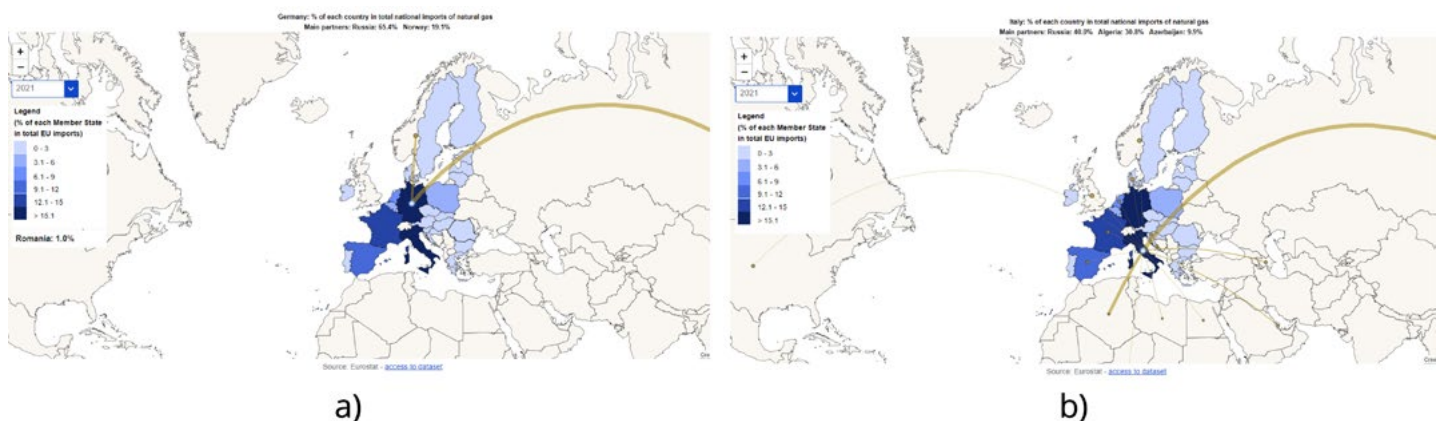 Germany: % of each country in total national imports of natural gas
Main partners: Russia: 65.4% Norway: 19.1%
+
−
2021
Legend
(% of each Member State
in total EU imports)
0 - 3
3.1 - 6
6.1 - 9
9.1 - 12
12.1 - 15
> 15.1
Romania: 1.0%
Source: Eurostat - access to dataset
a)
Italy: % of each country in total national imports of natural gas
Main partners: Russia: 40.0% Algeria: 30.8% Azerbaijan: 9.9%
+
−
2021
Legend
(% of each Member State
in total EU imports)
0 - 3
3.1 - 6
6.1 - 9
9.1 - 12
12.1 - 15
> 15.1
Source: Eurostat - access to dataset
b)